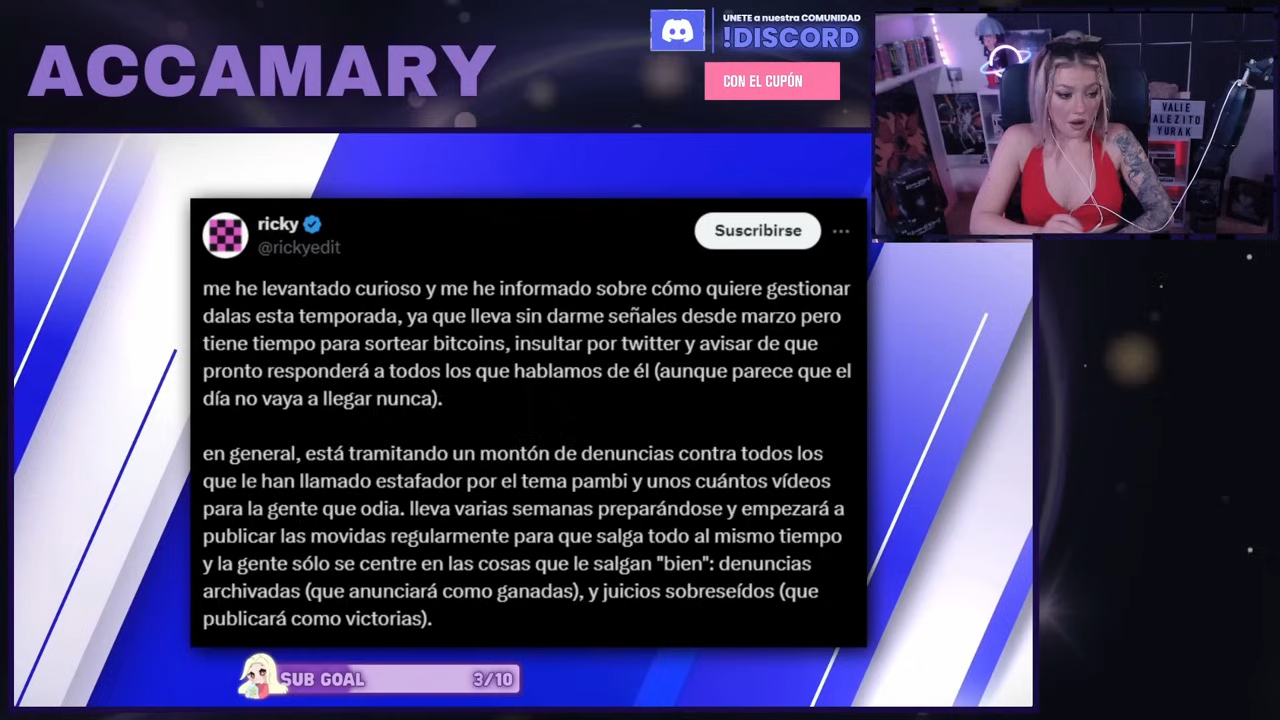 ACCAMARY
UNETE a nuestra COMUNIDAD
!DISCORD
CON EL CUPÓN
VALIE
ALEZITO
YURAK
ricky
@rickyedit
Suscribirse
me he levantado curioso y me he informado sobre cómo quiere gestionar
dalas esta temporada, ya que lleva sin darme señales desde marzo pero
tiene tiempo para sortear bitcoins, insultar por twitter y avisar de que
pronto responderá a todos los que hablamos de él (aunque parece que el
día no vaya a llegar nunca).
en general, está tramitando un montón de denuncias contra todos los
que le han llamado estafador por el tema pambi y unos cuántos vídeos
para la gente que odia. lleva varias semanas preparándose y empezará a
publicar las movidas regularmente para que salga todo al mismo tiempo
y la gente sólo se centre en las cosas que le salgan "bien": denuncias
archivadas (que anunciará como ganadas), y juicios sobreseídos (que
publicará como victorias).
SUB GOAL 3/10